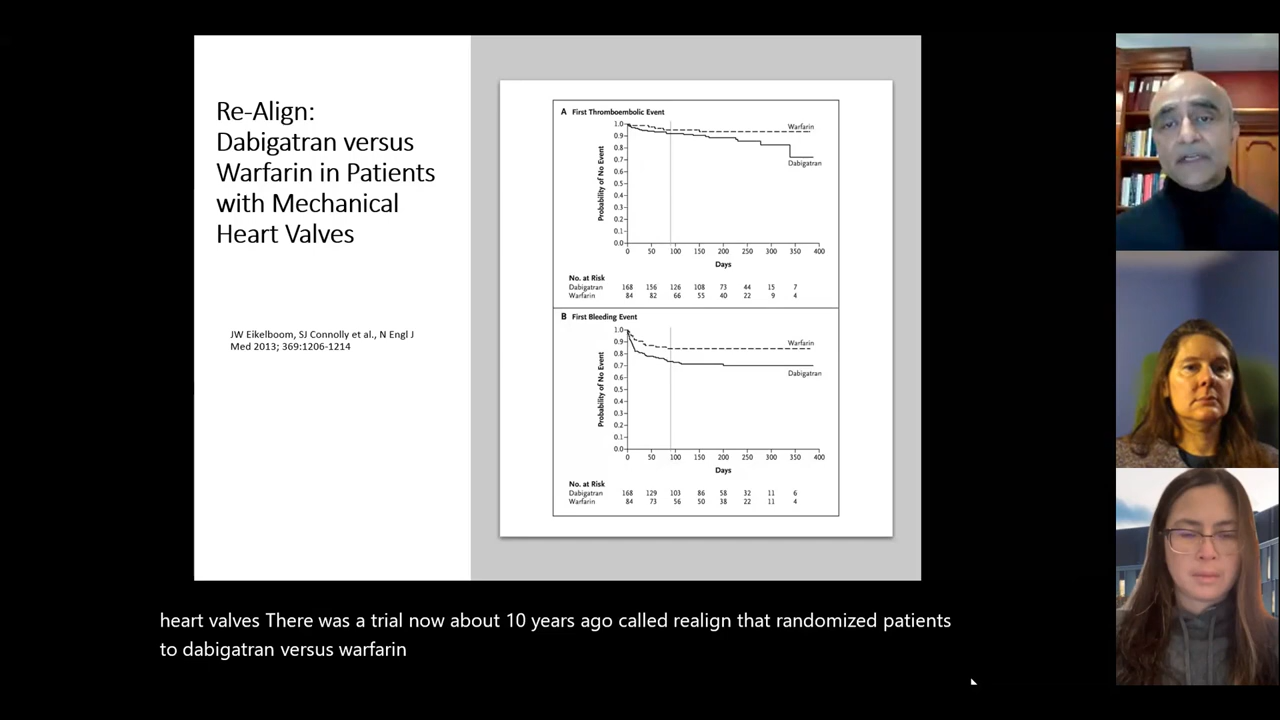 Re-Align:
Dabigatran versus
Warfarin in Patients
with Mechanical
Heart Valves
JW Eikelboom, SJ Connolly et al., N Engl J
Med 2013; 369:1206-1214
A First Thromboembolic Event
Probability of No Event
1.0
0.9
0.8
0.7
0.6
0.5
0.4
0.3
0.2
0.1
0.0
Warfarin
Dabigatran
0 50 100 150 200 250 300 350 400
Days
No. at Risk
Dabigatran 168 156 126 108 73 44 15 7
Warfarin 84 82 66 55 40 22 9 4
B First Bleeding Event
Probability of No Event
1.0
0.9
0.8
0.7
0.6
0.5
0.4
0.3
0.2
0.1
0.0
Warfarin
Dabigatran
0 50 100 150 200 250 300 350 400
Days
No. at Risk
Dabigatran 168 129 103 86 58 32 11 6
Warfarin 84 73 56 50 38 22 11 4
heart valves There was a trial now about 10 years ago called realign that randomized patients
to dabigatran versus warfarin